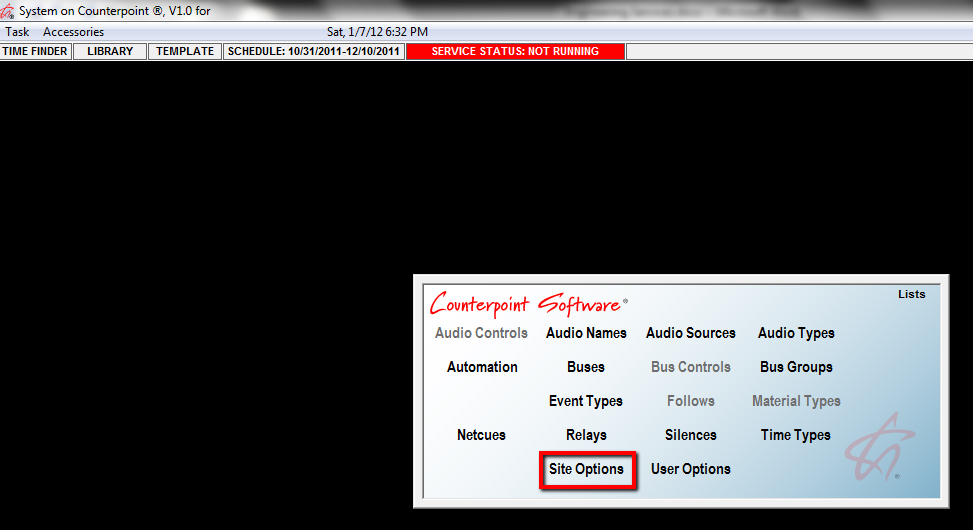 System on Counterpoint ®, V1.0 for
Task Accessories Sat, 1/7/12 6:32 PM
TIME FINDER LIBRARY TEMPLATE SCHEDULE: 10/31/2011-12/10/2011 SERVICE STATUS: NOT RUNNING
Lists
Counterpoint Software®
Audio Controls Audio Names Audio Sources Audio Types
Automation Buses Bus Controls Bus Groups
Event Types Follows Material Types
Netcues Relays Silences Time Types
Site Options User Options
®